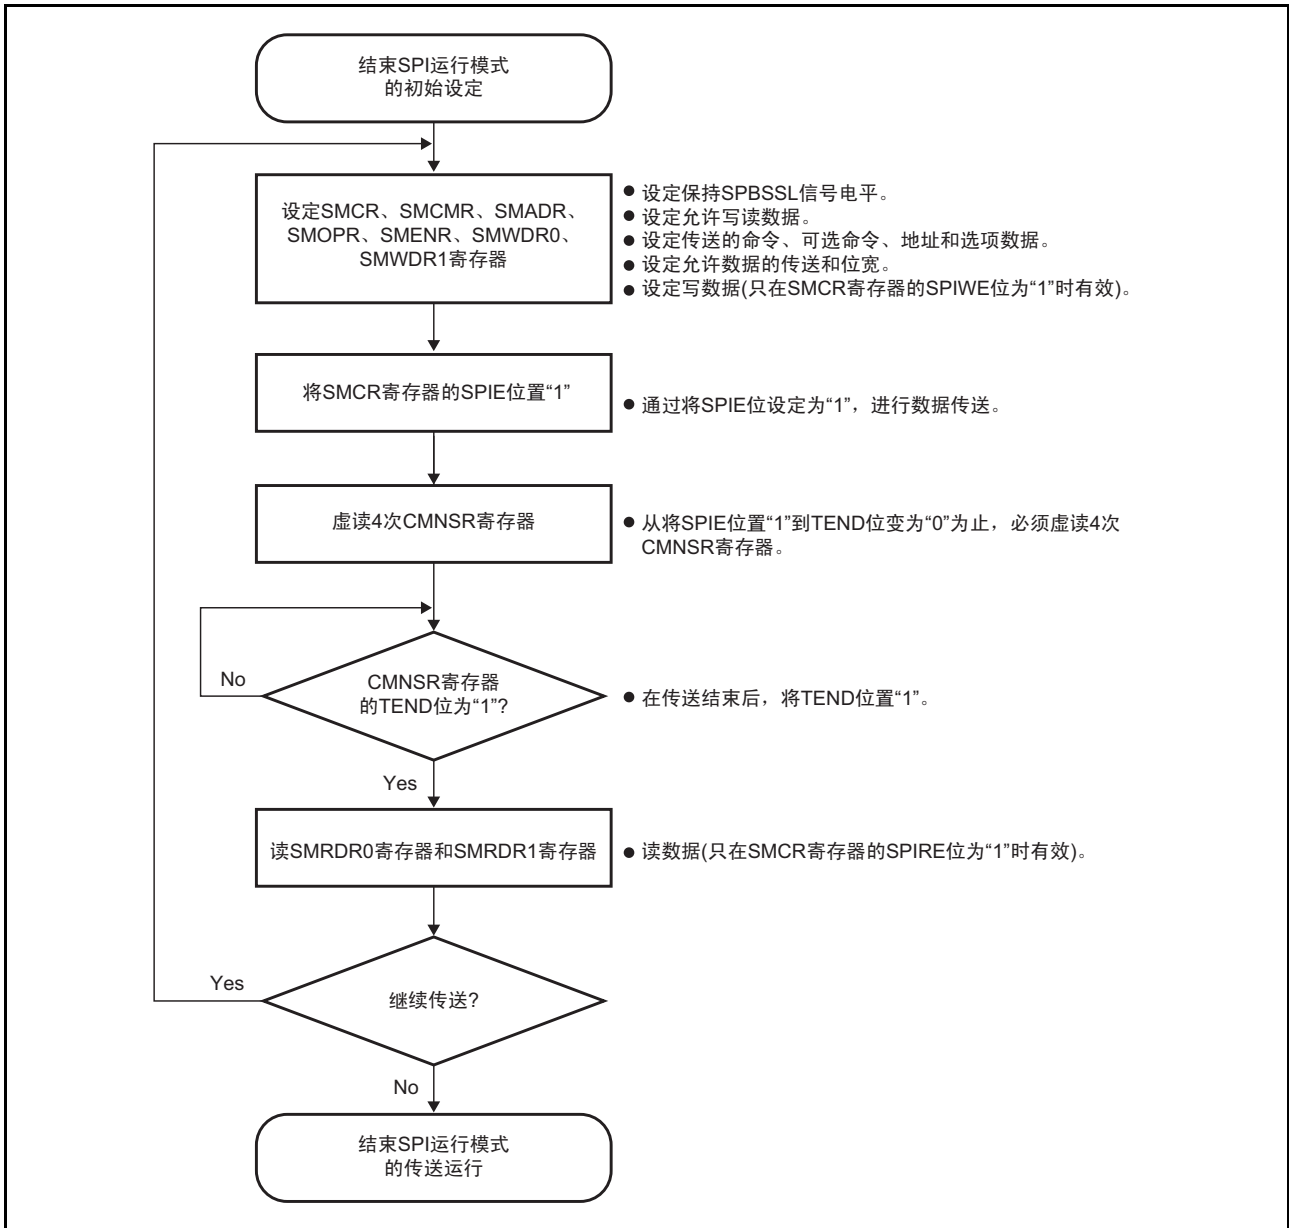 结束SPI运行模式
的初始设定
设定SMCR、SMCMR、SMADR、
SMOPR、SMENR、SMWDR0、
SMWDR1寄存器
● 设定保持SPBSSL信号电平。
● 设定允许写读数据。
● 设定传送的命令、可选命令、地址和选项数据。
● 设定允许数据的传送和位宽。
● 设定写数据(只在SMCR寄存器的SPIWE位为“1”时有效)。
将SMCR寄存器的SPIE位置“1”
● 通过将SPIE位设定为“1”，进行数据传送。
虚读4次CMNSR寄存器
● 从将SPIE位置“1”到TEND位变为“0”为止，必须虚读4次
CMNSR寄存器。
No
CMNSR寄存器
的TEND位为“1”?
● 在传送结束后，将TEND位置“1”。
Yes
读SMRDR0寄存器和SMRDR1寄存器
● 读数据(只在SMCR寄存器的SPIRE位为“1”时有效)。
Yes
继续传送?
No
结束SPI运行模式
的传送运行